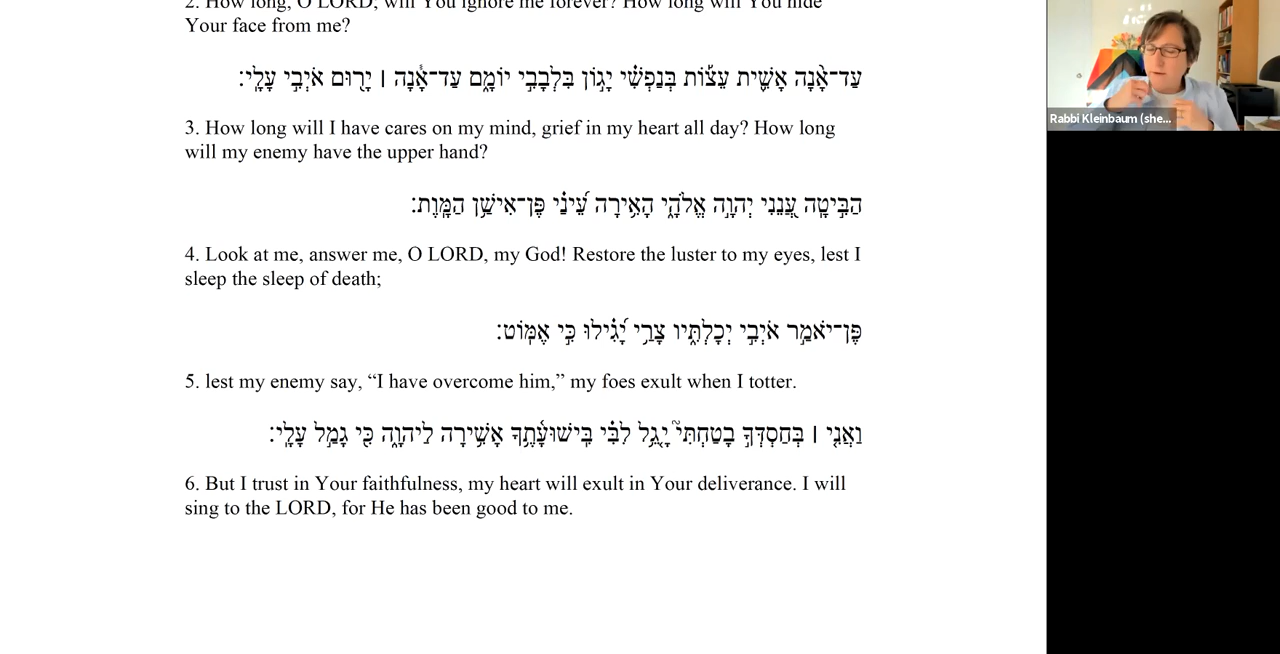 2. How long, O LORD; will You ignore me forever? How long will You hide
Your face from me?
עַד־אָ֨נָה אָשִׁ֪ית עֵצ֡וֹת בְּנַפְשִׁ֗י יָג֣וֹן בִּלְבָבִ֣י יוֹמָ֑ם עַד־אָ֓נָה ׀ יָר֖וּם אֹיְבִ֣י עָלָֽי׃
3. How long will I have cares on my mind, grief in my heart all day? How long
will my enemy have the upper hand?
הַבִּ֣יטָֽה עֲ֭נֵנִי יְהוָ֣ה אֱלֹהָ֑י הָאִ֥ירָה עֵ֝ינַ֗י פֶּן־אִישַׁ֥ן הַמָּֽוֶת׃
4. Look at me, answer me, O LORD, my God! Restore the luster to my eyes, lest I
sleep the sleep of death;
פֶּן־יֹאמַ֣ר אֹיְבִ֣י יְכָלְתִּ֑יו צָרַ֥י יָ֝גִ֗ילוּ כִּ֣י אֶמּֽוֹט׃
5. lest my enemy say, “I have overcome him,” my foes exult when I totter.
וַאֲנִ֤י ׀ בְּחַסְדְּךָ֣ בָטַחְתִּי֮ יָ֤גֵ֥ל לִבִּ֗י בִּֽישׁוּעָ֫תֶ֥ךָ אָשִׁ֥ירָה לַיהוָ֑ה כִּ֖י גָמַ֣ל עָלָֽי׃
6. But I trust in Your faithfulness, my heart will exult in Your deliverance. I will
sing to the LORD, for He has been good to me.
Rabbi Kleinbaum (she...